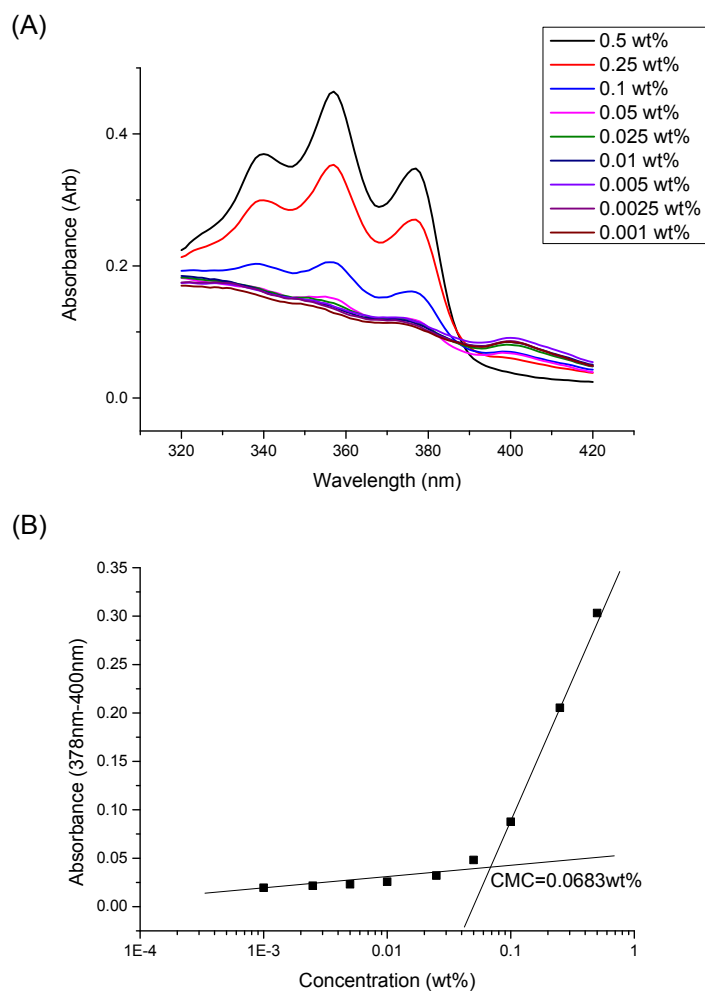 (A)
0.5 wt%
0.25 wt%
0.1 wt%
0.05 wt%
0.025 wt%
0.01 wt%
0.005 wt%
0.0025 wt%
0.001 wt%
Absorbance (Arb)
0.4
0.2
0.0
320 340 360 380 400 420
Wavelength (nm)
(B)
Absorbance (378nm-400nm)
0.35
0.30
0.25
0.20
0.15
0.10
0.05
0.00
CMC=0.0683wt%
1E-4 1E-3 0.01 0.1 1
Concentration (wt%)